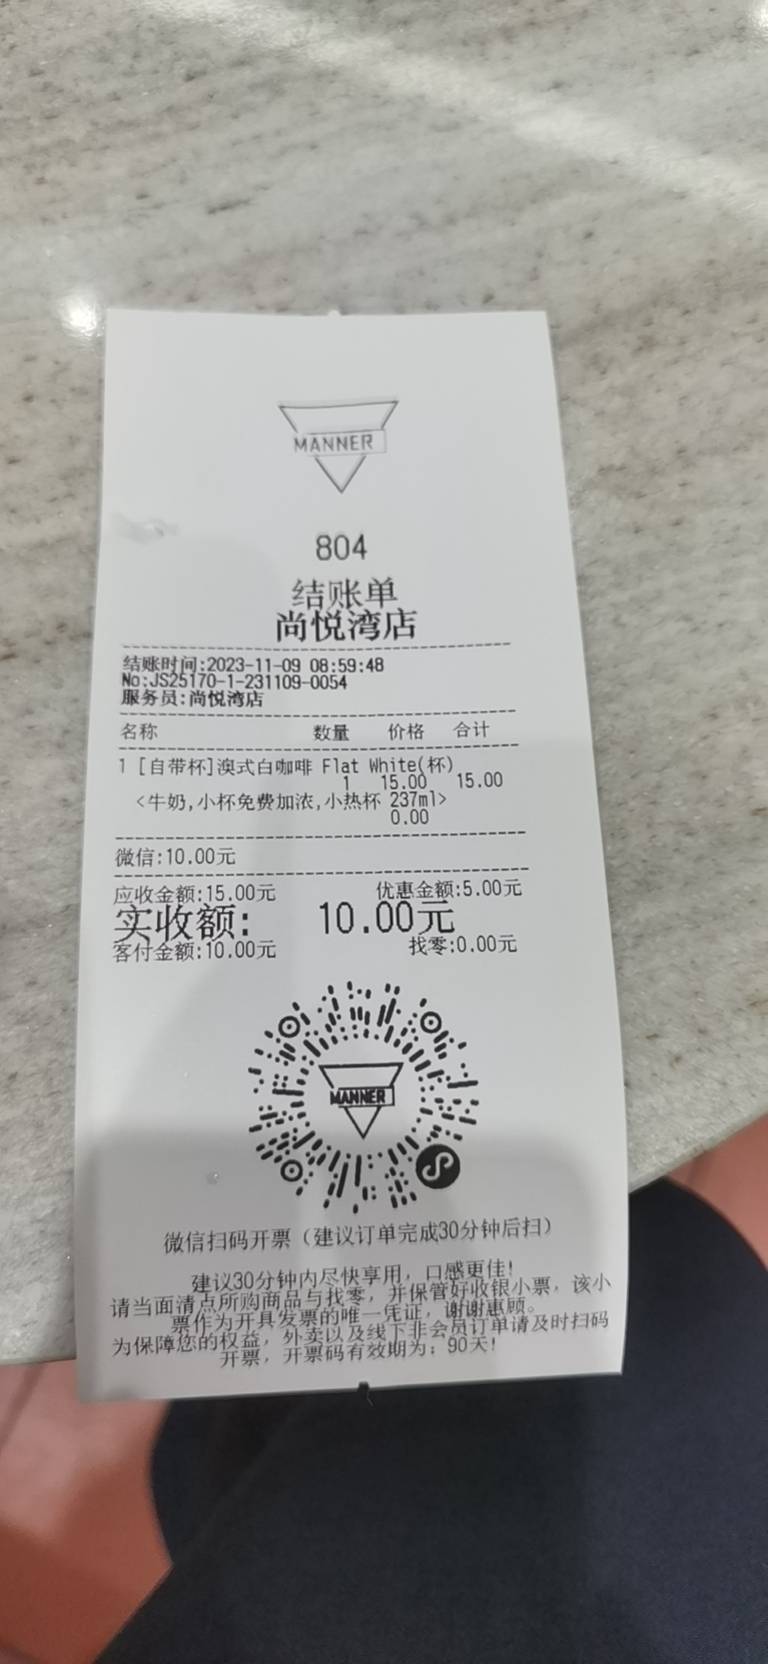 MANNER
804
结账单
尚悦湾店
结账时间:2023-11-09 08:59:48
No:JS25170-1-231109-0054
服务员:尚悦湾店
名称 数量 价格 合计
1 [自带杯]澳式白咖啡 Flat White(杯)
1 15.00 15.00
<牛奶,小杯免费加浓,小热杯 237ml>
0.00
微信:10.00元
应收金额:15.00元 优惠金额:5.00元
实收额: 10.00元
客付金额:10.00元 找零:0.00元
MANNER
微信扫码开票（建议订单完成30分钟后扫）
建议30分钟内尽快享用，口感更佳!
请当面清点所购商品与找零，并保管好收银小票，该小
票作为开具发票的唯一凭证，谢谢惠顾。
为保障您的权益，外卖以及线下非会员订单请及时扫码
开票，开票码有效期为：90天!